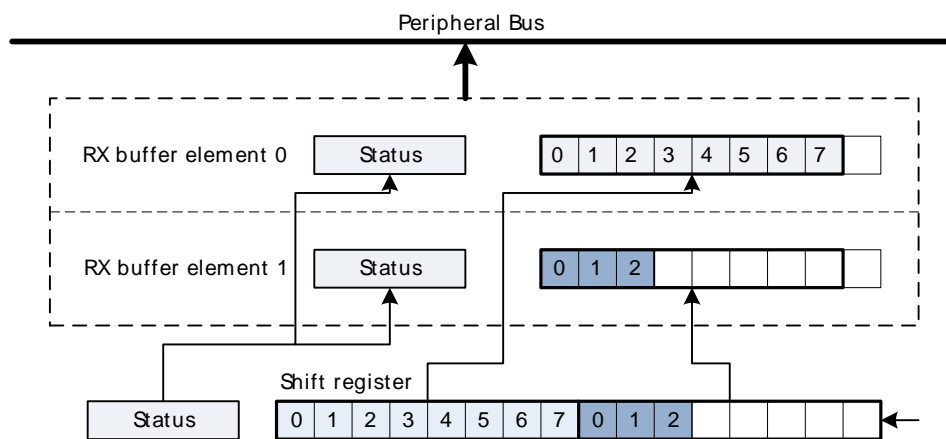 Peripheral Bus
RX buffer element 0 Status 0 1 2 3 4 5 6 7
RX buffer element 1 Status 0 1 2
Shift register
Status 0 1 2 3 4 5 6 7 0 1 2